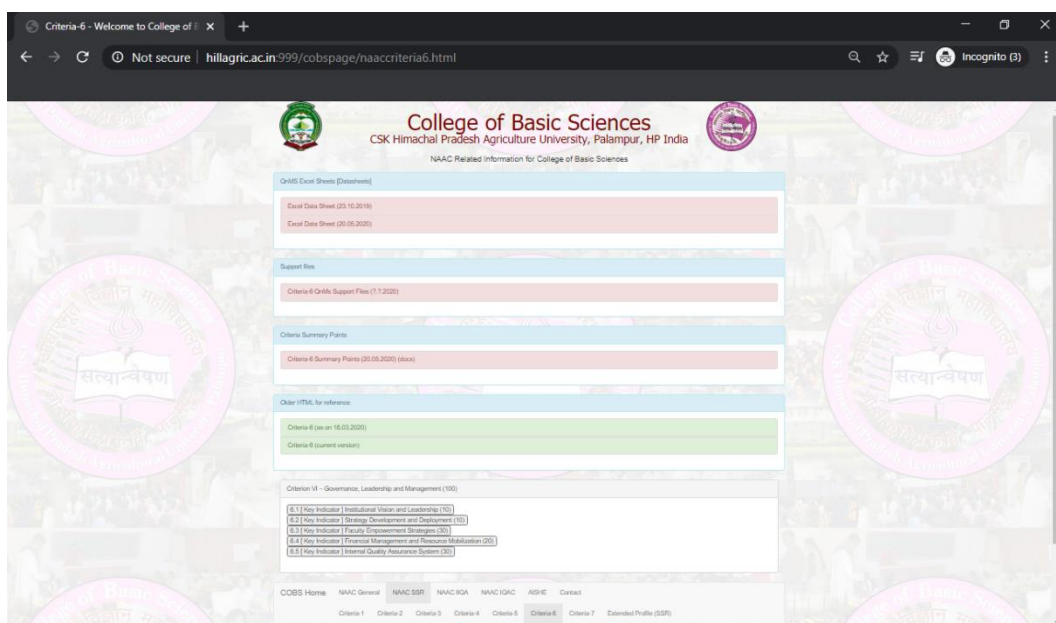 Criteria-6 - Welcome to College of
Not secure | hillagric.ac.in:999/cobspage/naaccriteria6.html
Incognito (3)
College of Basic Sciences
CSK Himachal Pradesh Agriculture University, Palampur, HP India
NAAC Related Information for College of Basic Sciences
QnMS Excel Sheets [Datasheets]
Excel Data Sheet (23.10.2019)
Excel Data Sheet (20.05.2020)
Support files
Criteria-6 QnMs Support Files (?.?.2020)
Criteria Summary Points
Criteria-6 Summary Points (20.05.2020) (docx)
Older HTML for reference
Criteria-6 (as on 16.03.2020)
Criteria-6 (current version)
Criterion VI – Governance, Leadership and Management (100)
6.1 [ Key Indicator ] Institutional Vision and Leadership (10)
6.2 [ Key Indicator ] Strategy Development and Deployment (10)
6.3 [ Key Indicator ] Faculty Empowerment Strategies (30)
6.4 [ Key Indicator ] Financial Management and Resource Mobilization (20)
6.5 [ Key Indicator ] Internal Quality Assurance System (30)
COBS Home NAAC General NAAC SSR NAAC IIQA NAAC IQAC AISHE Contact
Criteria-1 Criteria-2 Criteria-3 Criteria-4 Criteria-5 Criteria-6 Criteria-7 Extended Profile (SSR)
सत्यान्वेषण
सत्यान्वेषण